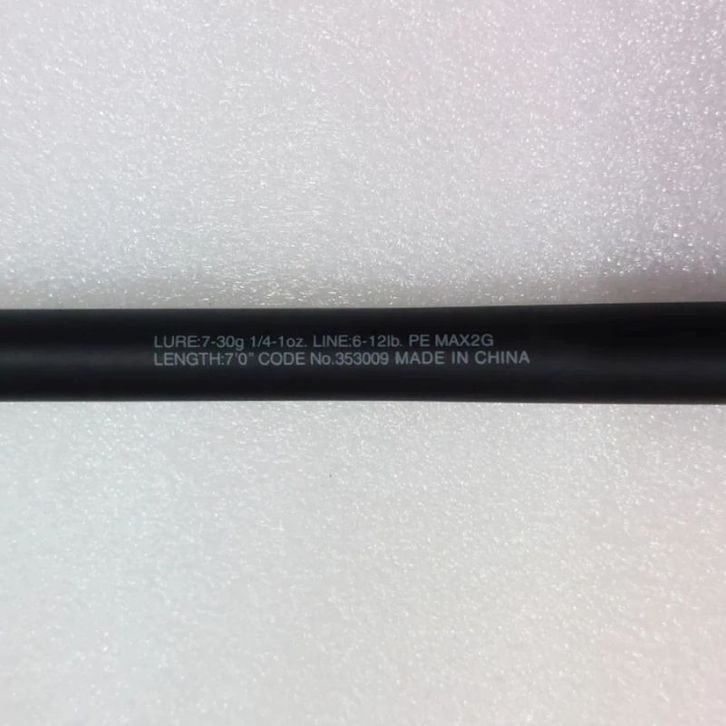 LURE:7-30g 1/4-1oz. LINE:6-12lb. PE MAX2G
LENGTH:7'0" CODE No.353009 MADE IN CHINA